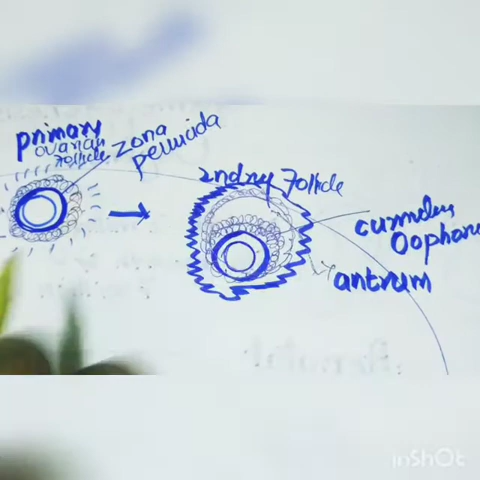 primary
ovarian
Follicle
zona
pellucida
2ndry Follicle
cumulus
Oophorus
antrum
InShOt